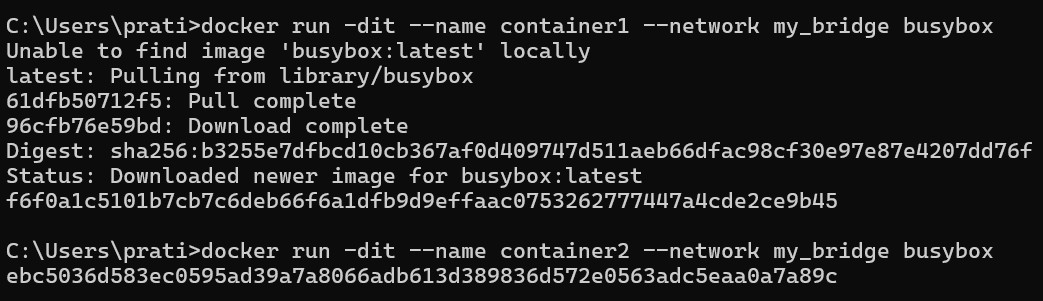 C:\Users\prati>docker run -dit --name container1 --network my_bridge busybox
Unable to find image 'busybox:latest' locally
latest: Pulling from library/busybox
61dfb50712f5: Pull complete
96cfb76e59bd: Download complete
Digest: sha256:b3255e7dfbcd10cb367af0d409747d511aeb66dfac98cf30e97e87e4207dd76f
Status: Downloaded newer image for busybox:latest
f6f0a1c5101b7cb7c6deb66f6a1dfb9d9effaac0753262777447a4cde2ce9b45
C:\Users\prati>docker run -dit --name container2 --network my_bridge busybox
ebc5036d583ec0595ad39a7a8066adb613d389836d572e0563adc5eaa0a7a89c